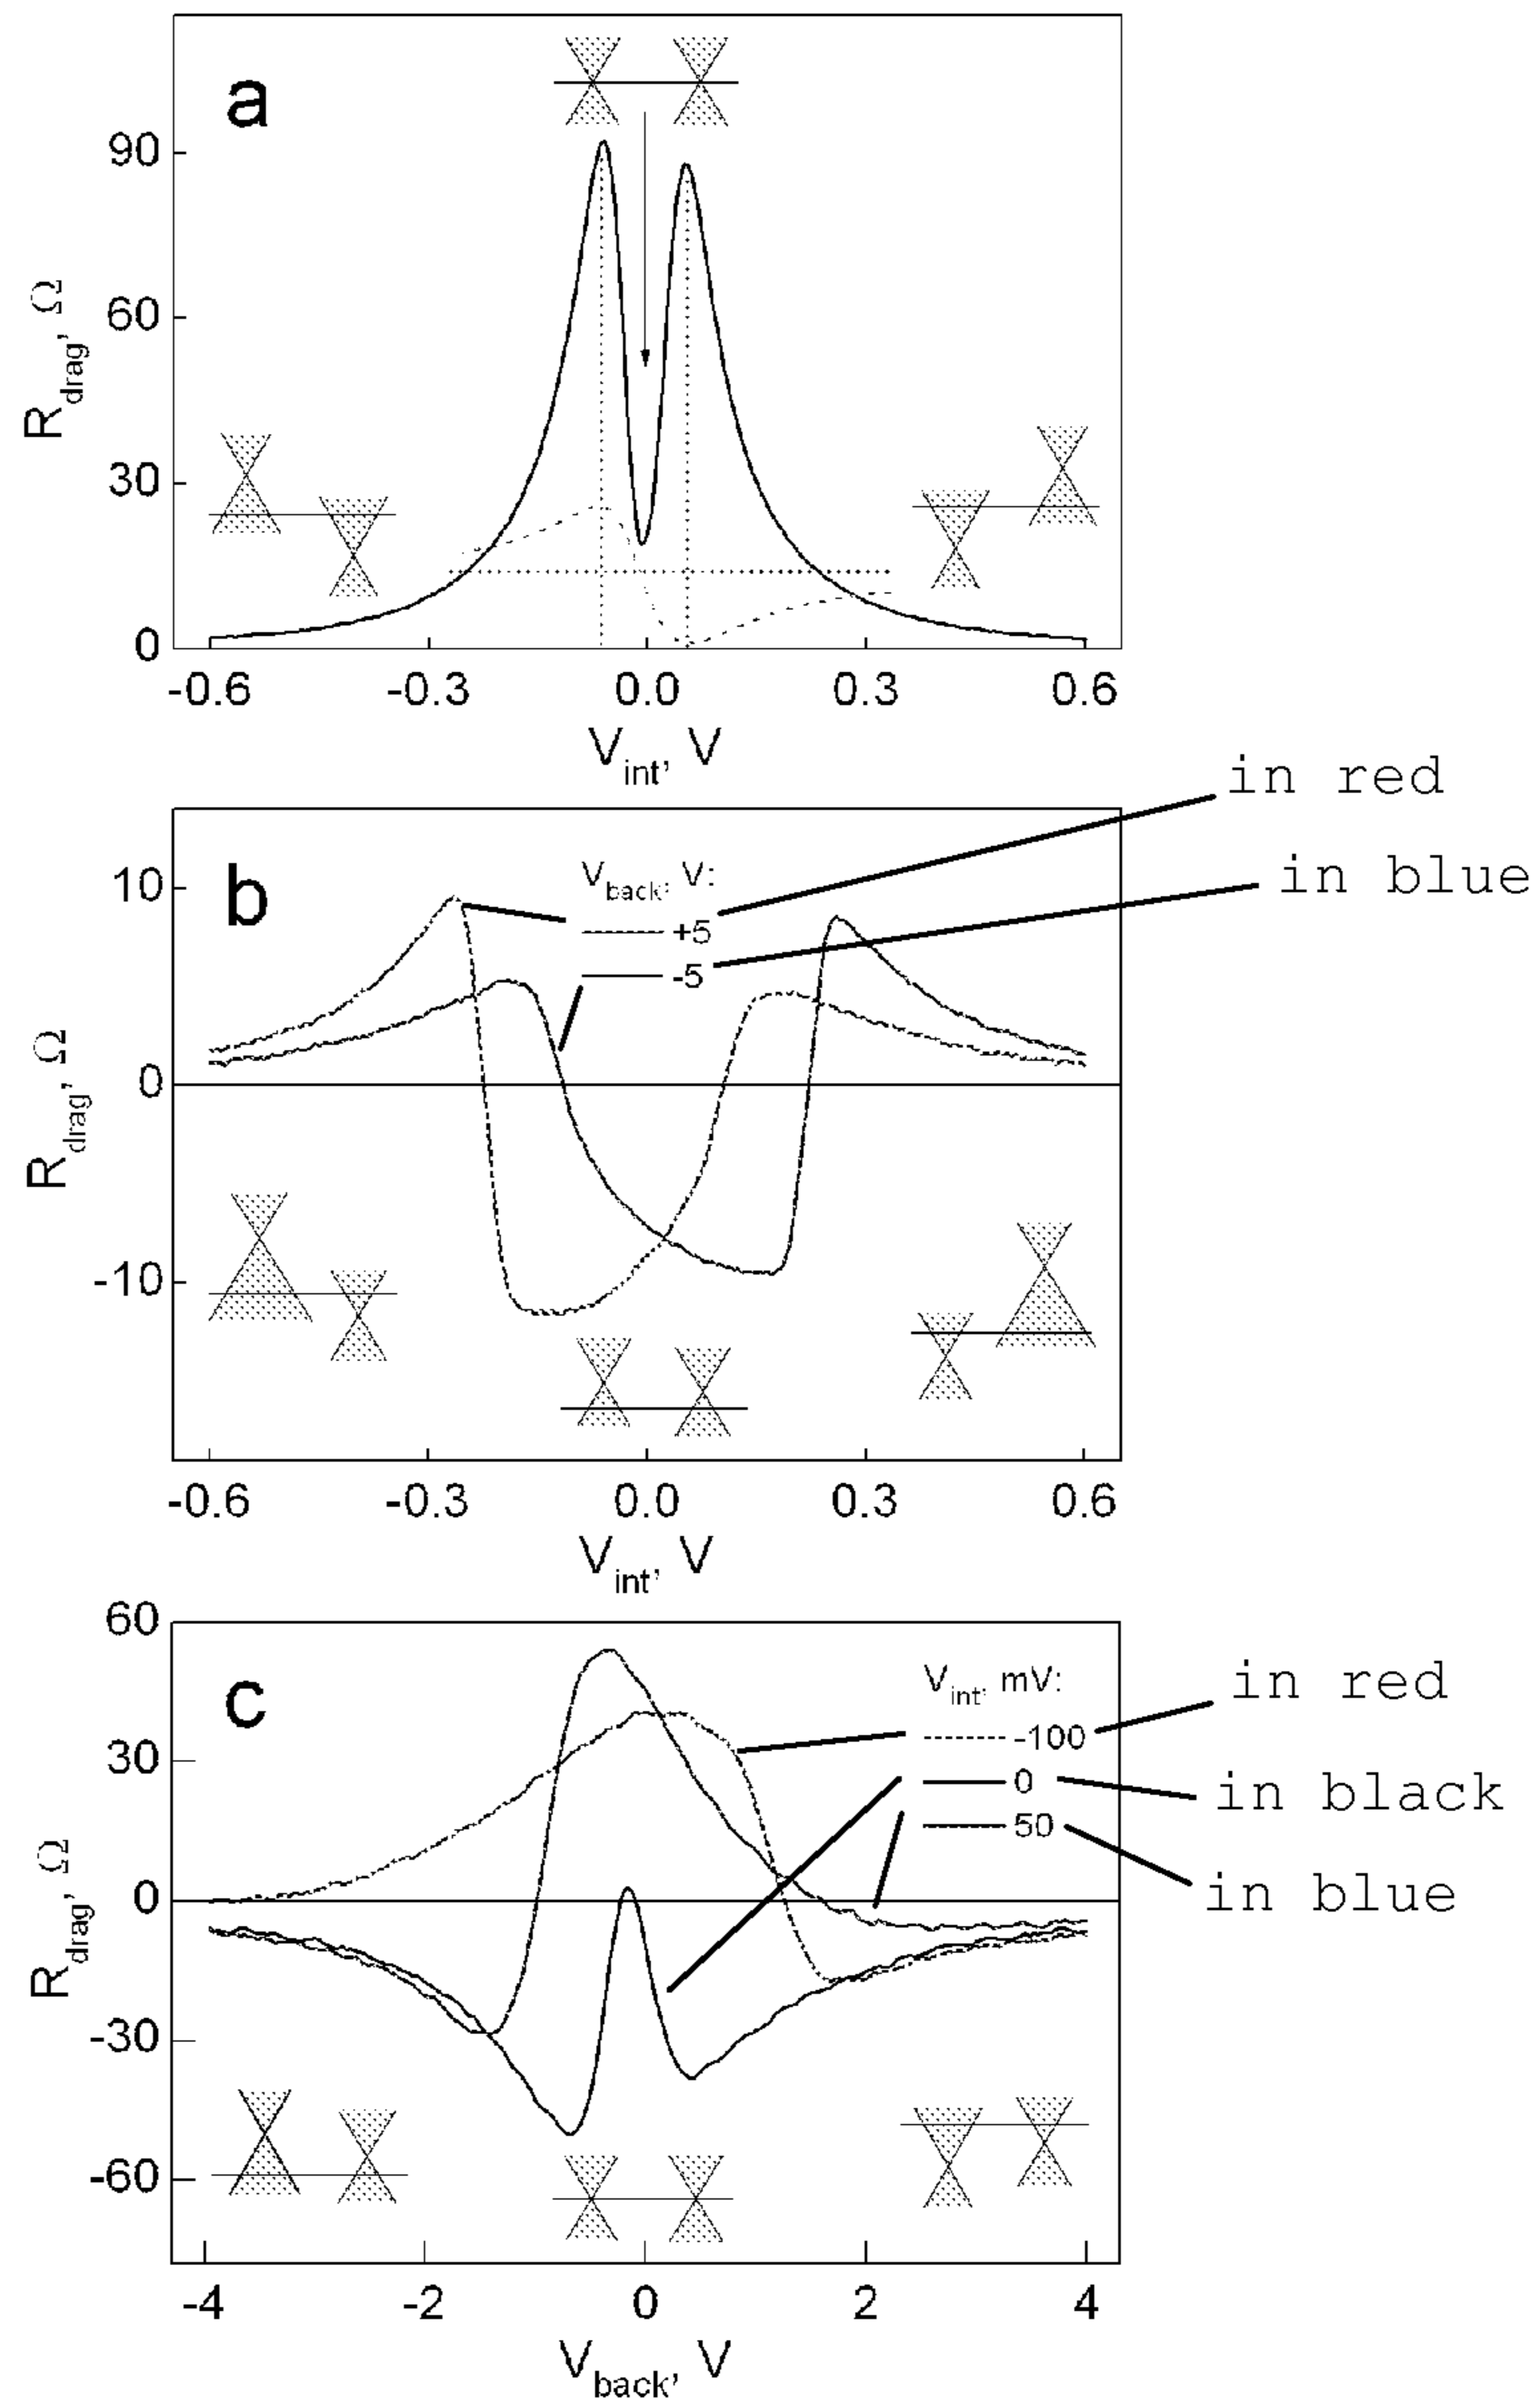 a
90
60
30
0
R_drag, Ω
-0.6 -0.3 0.0 0.3 0.6
V_int, V
in red
in blue
b
V_back, V:
+5
-5
10
0
-10
R_drag, Ω
-0.6 -0.3 0.0 0.3 0.6
V_int, V
c
V_int, mV:
-100
0
50
in red
in black
in blue
60
30
0
-30
-60
R_drag, Ω
-4 -2 0 2 4
V_back, V